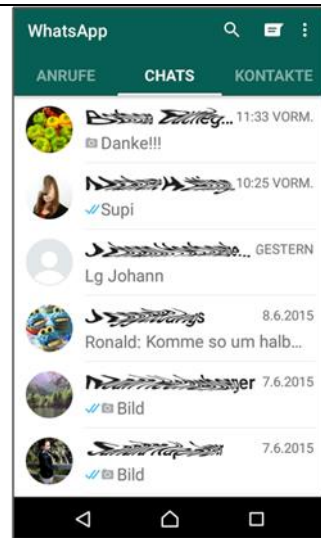 WhatsApp
ANRUFE CHATS KONTAKTE
11:33 VORM.
Danke!!!
10:25 VORM.
Supi
GESTERN
Lg Johann
8.6.2015
Ronald: Komme so um halb...
7.6.2015
Bild
7.6.2015
Bild